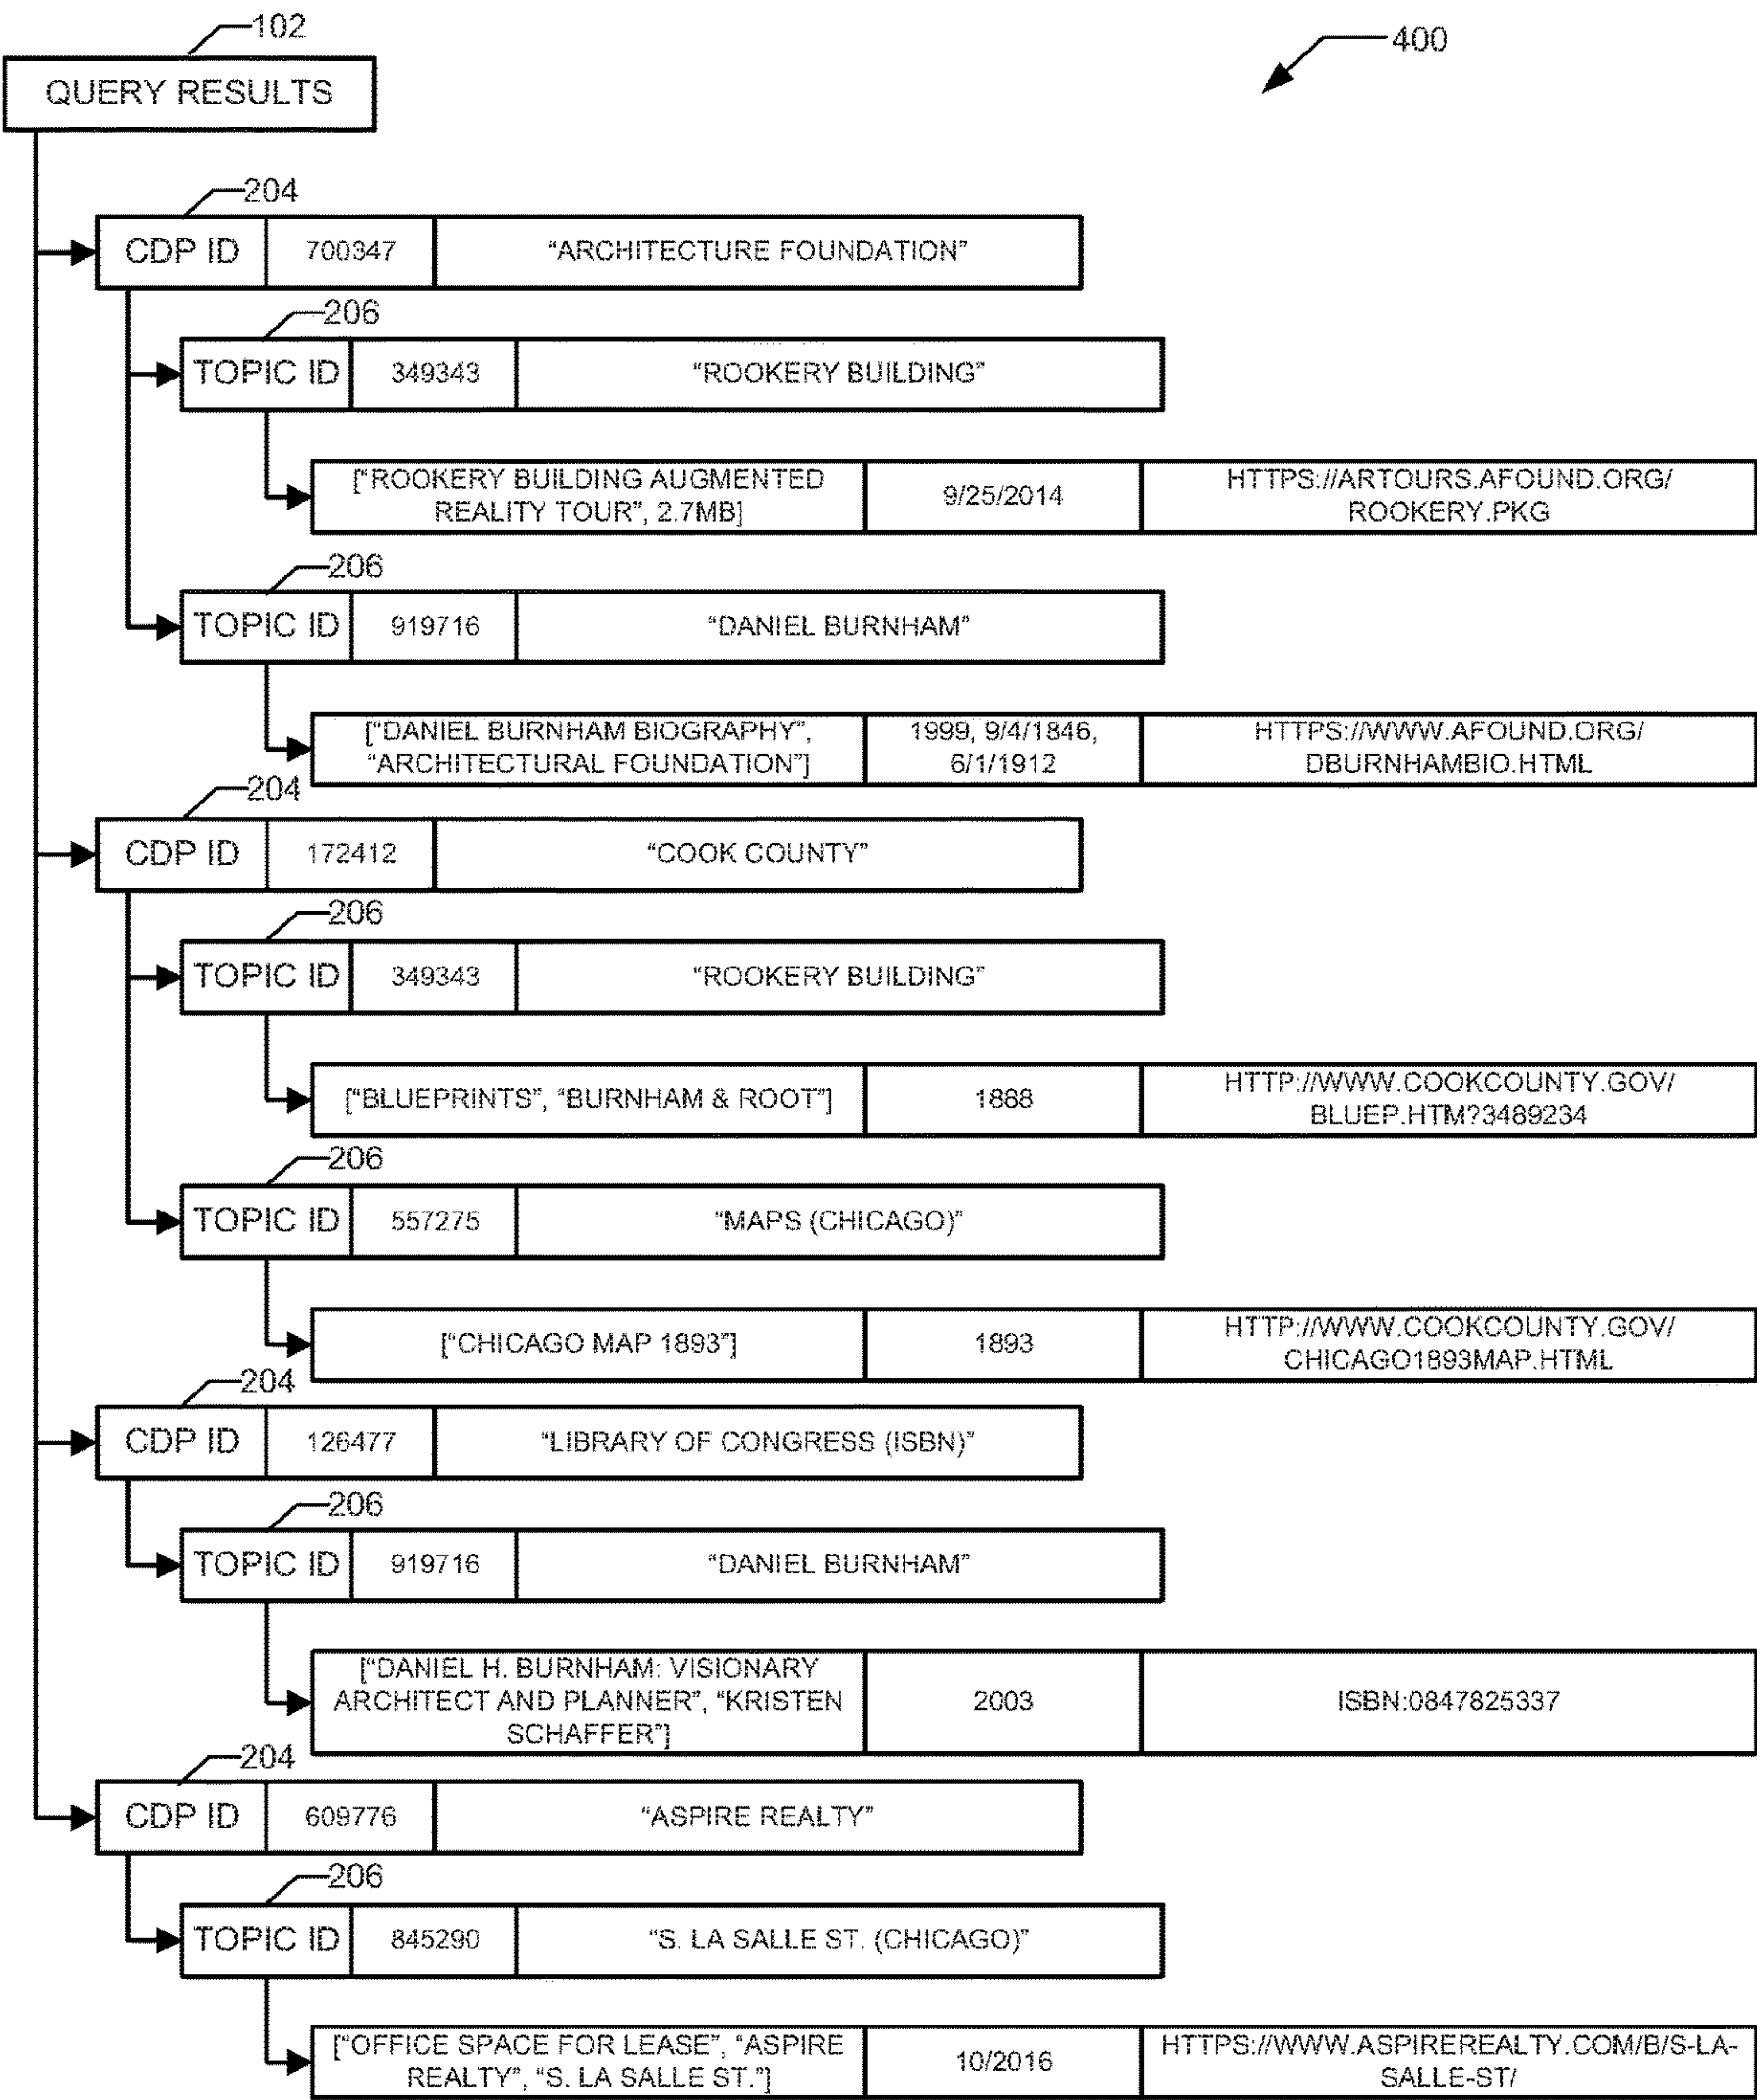 102
400
QUERY RESULTS
204
CDP ID 700347 “ARCHITECTURE FOUNDATION”
206
TOPIC ID 349343 “ROOKERY BUILDING”
[“ROOKERY BUILDING AUGMENTED
REALITY TOUR”, 2.7MB]
9/25/2014
HTTPS://ARTOURS.AFOUND.ORG/
ROOKERY.PKG
206
TOPIC ID 919716 “DANIEL BURNHAM”
[“DANIEL BURNHAM BIOGRAPHY”,
“ARCHITECTURAL FOUNDATION”]
1999, 9/4/1846,
6/1/1912
HTTPS://WWW.AFOUND.ORG/
DBURNHAMBIO.HTML
204
CDP ID 172412 “COOK COUNTY”
206
TOPIC ID 349343 “ROOKERY BUILDING”
[“BLUEPRINTS”, “BURNHAM & ROOT”]
1888
HTTP://WWW.COOKCOUNTY.GOV/
BLUEP.HTM?3489234
206
TOPIC ID 557275 “MAPS (CHICAGO)”
[“CHICAGO MAP 1893”]
1893
HTTP://WWW.COOKCOUNTY.GOV/
CHICAGO1893MAP.HTML
204
CDP ID 126477 “LIBRARY OF CONGRESS (ISBN)”
206
TOPIC ID 919716 “DANIEL BURNHAM”
[“DANIEL H. BURNHAM: VISIONARY
ARCHITECT AND PLANNER”, “KRISTEN
SCHAFFER”]
2003
ISBN:0847825337
204
CDP ID 609776 “ASPIRE REALTY”
206
TOPIC ID 845290 “S. LA SALLE ST. (CHICAGO)”
[“OFFICE SPACE FOR LEASE”, “ASPIRE
REALTY”, “S. LA SALLE ST.”]
10/2016
HTTPS://WWW.ASPIREREALTY.COM/B/S-LA-
SALLE-ST/